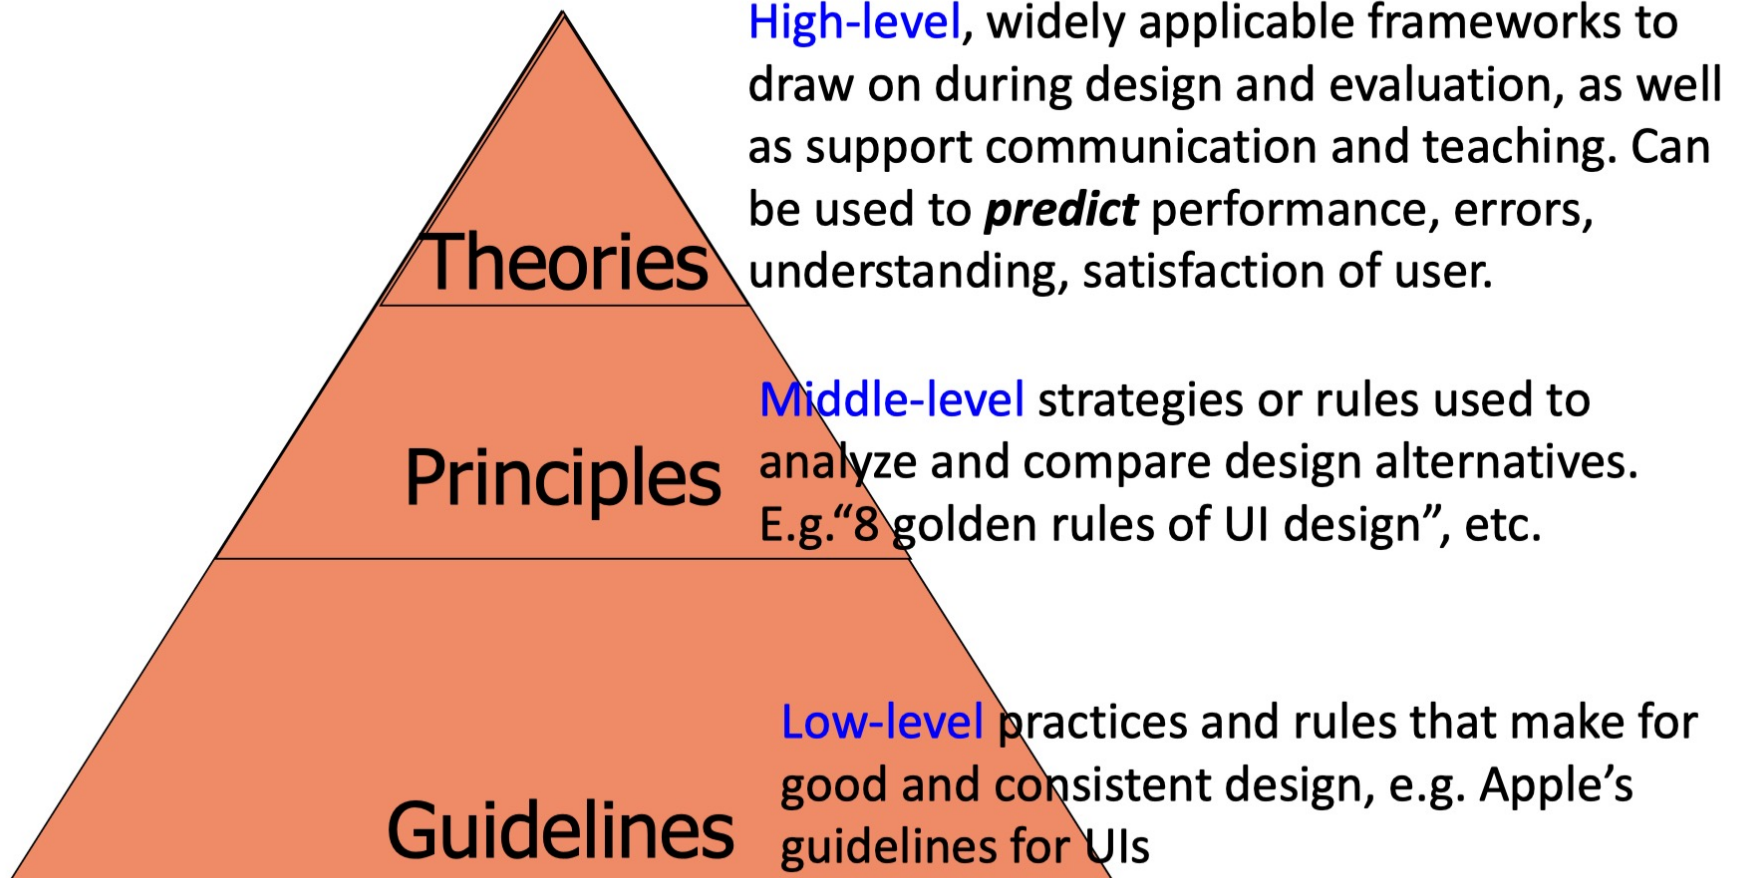 High-level, widely applicable frameworks to
draw on during design and evaluation, as well
as support communication and teaching. Can
be used to predict performance, errors,
understanding, satisfaction of user.
Theories
Middle-level strategies or rules used to
analyze and compare design alternatives.
E.g.“8 golden rules of UI design”, etc.
Principles
Low-level practices and rules that make for
good and consistent design, e.g. Apple’s
guidelines for UIs
Guidelines